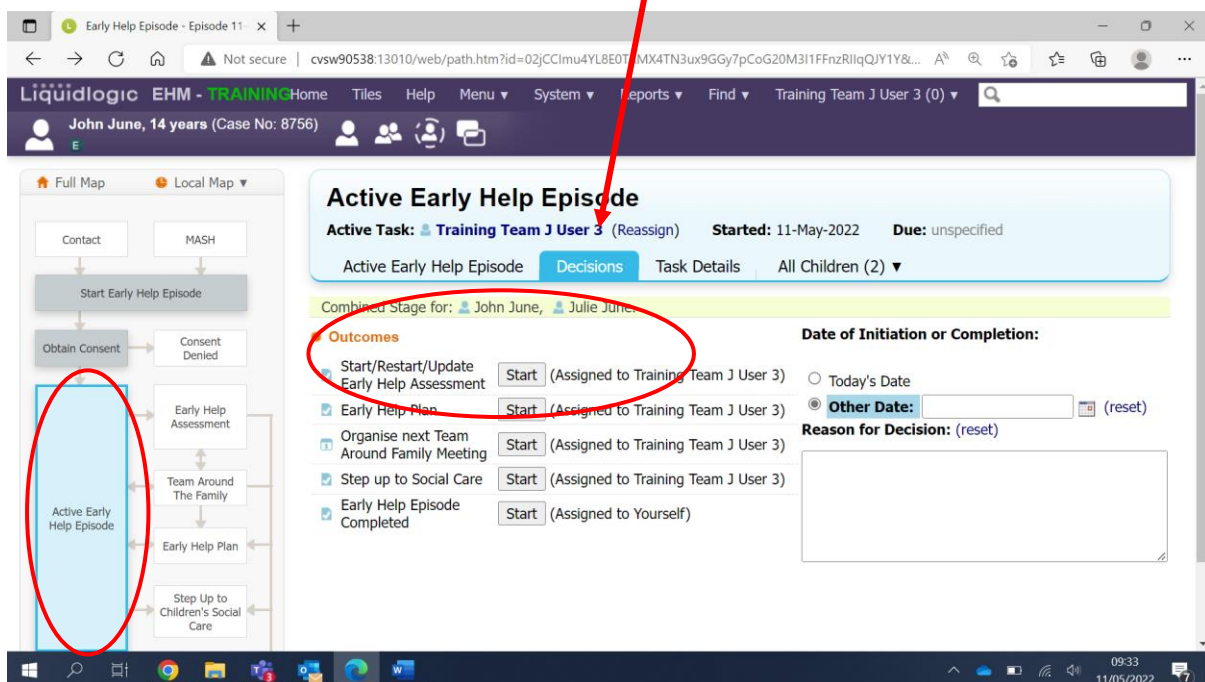 Early Help Episode - Episode 11-
Not secure | cvsw90538:13010/web/path.htm?id=
Liquidlogic EHM - TRAINING Home Tiles Help Menu ▼ System ▼ Reports ▼ Find ▼ Training Team J User 3 (0) ▼
John June, 14 years (Case No: 8756)
E
Full Map Local Map ▼
Contact MASH
Start Early Help Episode
Obtain Consent
Consent
Denied
Early Help
Assessment
Team Around
The Family
Active Early
Help Episode
Early Help Plan
Step Up to
Children's Social
Care
Active Early Help Episode
Active Task: Training Team J User 3 (Reassign) Started: 11-May-2022 Due: unspecified
Active Early Help Episode Decisions Task Details All Children (2) ▼
Combined Stage for: John June, Julie June.
Outcomes
Start/Restart/Update
Early Help Assessment Start (Assigned to Training Team J User 3)
Early Help Plan Start (Assigned to Training Team J User 3)
Organise next Team
Around Family Meeting Start (Assigned to Training Team J User 3)
Step up to Social Care Start (Assigned to Training Team J User 3)
Early Help Episode
Completed Start (Assigned to Yourself)
Date of Initiation or Completion:
Today's Date
Other Date: (reset)
Reason for Decision: (reset)
09:33
11/05/2022